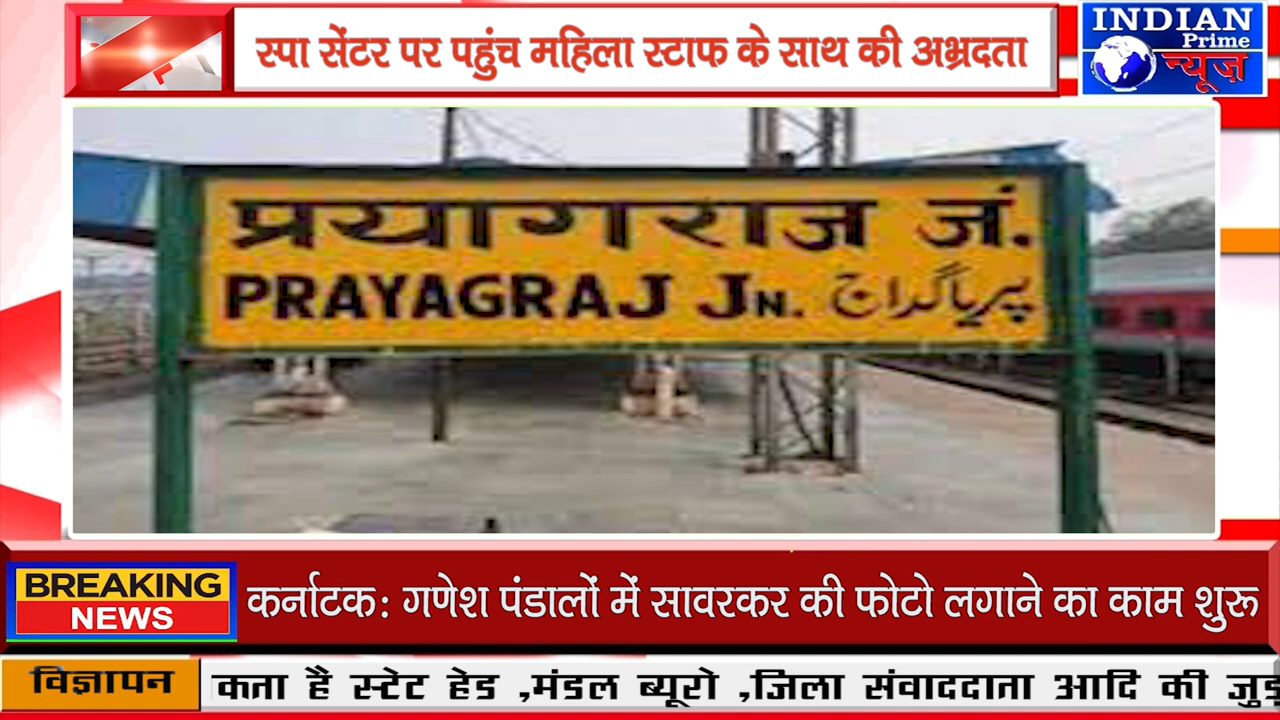 स्पा सेंटर पर पहुंच महिला स्टाफ के साथ की अभ्रदता
INDIAN
Prime
न्यूज़
प्रयागराज जं.
PRAYAGRAJ JN. پریاگراج
BREAKING
NEWS
कर्नाटक: गणेश पंडालों में सावरकर की फोटो लगाने का काम शुरू
विज्ञापन
कता है स्टेट हेड ,मंडल ब्यूरो ,जिला संवाददाता आदि की जुड़